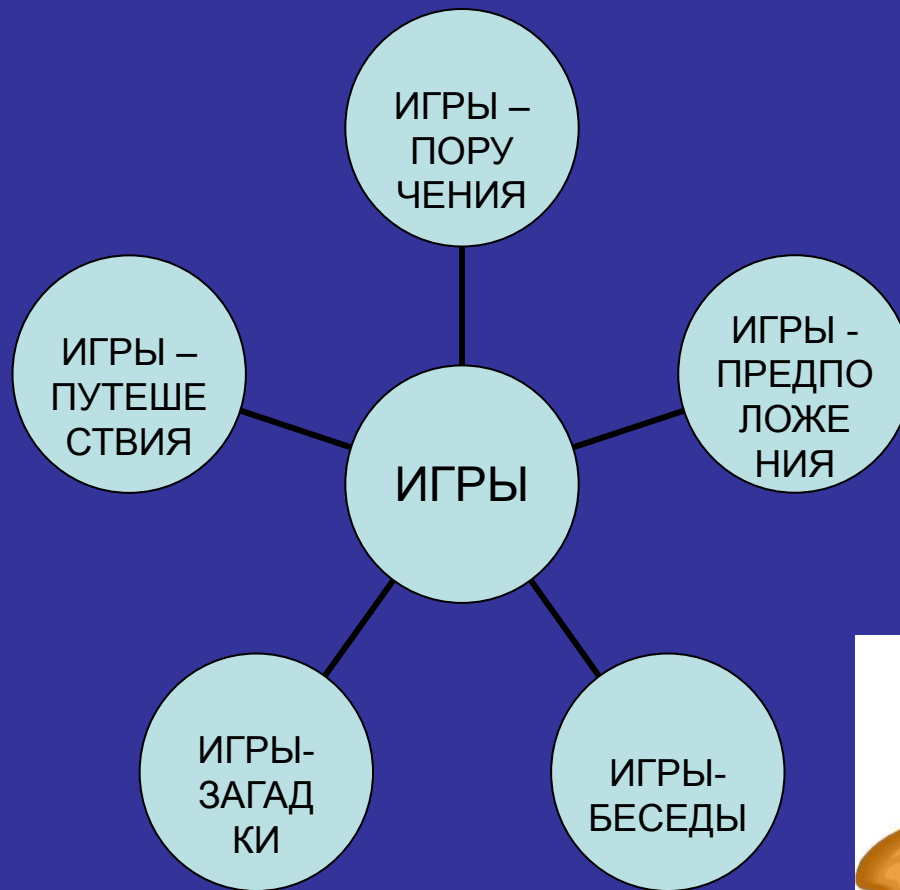 ИГРЫ –
ПОРУ
ЧЕНИЯ
ИГРЫ –
ПУТЕШЕ
СТВИЯ
ИГРЫ -
ПРЕДПО
ЛОЖЕ
НИЯ
ИГРЫ
ИГРЫ-
ЗАГАД
КИ
ИГРЫ-
БЕСЕДЫ